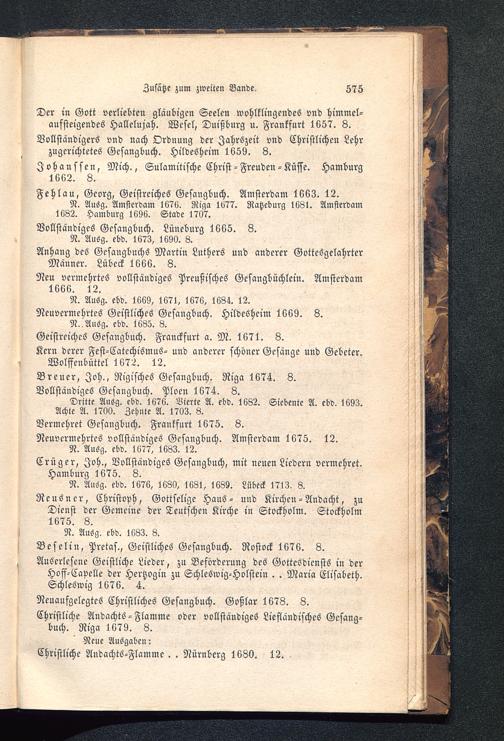 Zusätze zum zweiten Bande. 575
Der in Gott verliebten gläubigen Seelen wohlklingendes vnd himmel-
aufsteigendes Hallelujah. Wesel, Duißburg u. Frankfurt 1657. 8.
Vollständigers vnd nach Ordnung der Jahrszeit vnd Christlichen Lehr
zugerichtetes Gesangbuch. Hildesheim 1659. 8.
Johanssen, Mich., Sulamitische Christ-Freuden-Küsse. Hamburg
1662. 8.
Fehlau, Georg, Geistreiches Gesangbuch. Amsterdam 1663. 12.
N. Ausg. Amsterdam 1676. Riga 1677. Ratzeburg 1681. Amsterdam
1682. Hamburg 1696. Stade 1707.
Vollständiges Gesangbuch. Lüneburg 1665. 8.
N. Ausg. ebd. 1673, 1690. 8.
Anhang des Gesangbuchs Martin Luthers und anderer Gottesgelahrter
Männer. Lübeck 1666. 8.
Neu vermehrtes vollständiges Preußisches Gesangbüchlein. Amsterdam
1666. 12.
N. Ausg. ebd. 1669, 1671, 1676, 1684. 12.
Neuvermehrtes Geistliches Gesangbuch. Hildesheim 1669. 8.
N. Ausg. ebd. 1685. 8.
Geistreiches Gesangbuch. Franckfurt a. M. 1671. 8.
Kern derer Fest-Catechismus- und anderer schöner Gesänge und Gebeter.
Wolffenbüttel 1672. 12.
Brever, Joh., Rigisches Gesangbuch. Riga 1674. 8.
Vollständiges Gesangbuch. Ploen 1674. 8.
Dritte Ausg. ebd. 1676. Vierte A. ebd. 1682. Siebente A. ebd. 1693.
Achte A. 1700. Zehnte A. 1703. 8.
Vermehret Gesangbuch. Frankfurt 1675. 8.
Neuvermehrtes vollständiges Gesangbuch. Amsterdam 1675. 12.
N. Ausg. ebd. 1677, 1683. 12.
Crüger, Joh., Vollständiges Gesangbuch, mit neuen Liedern vermehret.
Hamburg 1675. 8.
N. Ausg. ebd. 1676, 1680, 1681, 1689. Lübeck 1713. 8.
Reusner, Christoph, Gottselige Haus- und Kirchen-Andacht, zu
Dienst der Gemeine der Teutschen Kirche in Stockholm. Stockholm
1675. 8.
N. Ausg. ebd. 1683. 8.
Beselin, Pretas., Geistliches Gesangbuch. Rostock 1676. 8.
Auserlesene Geistliche Lieder, zu Beförderung des Gottesdiensts in der
Hoff-Capelle der Herzogin zu Schleswig-Holstein . . Maria Elisabeth.
Schleswig 1676. 4.
Neuaufgelegtes Christliches Gesangbuch. Goßlar 1678. 8.
Christliche Andachts-Flamme oder vollständiges Liefländisches Gesang-
buch. Riga 1679. 8.
Neue Ausgaben:
Christliche Andachts-Flamme . . Nürnberg 1680. 12.